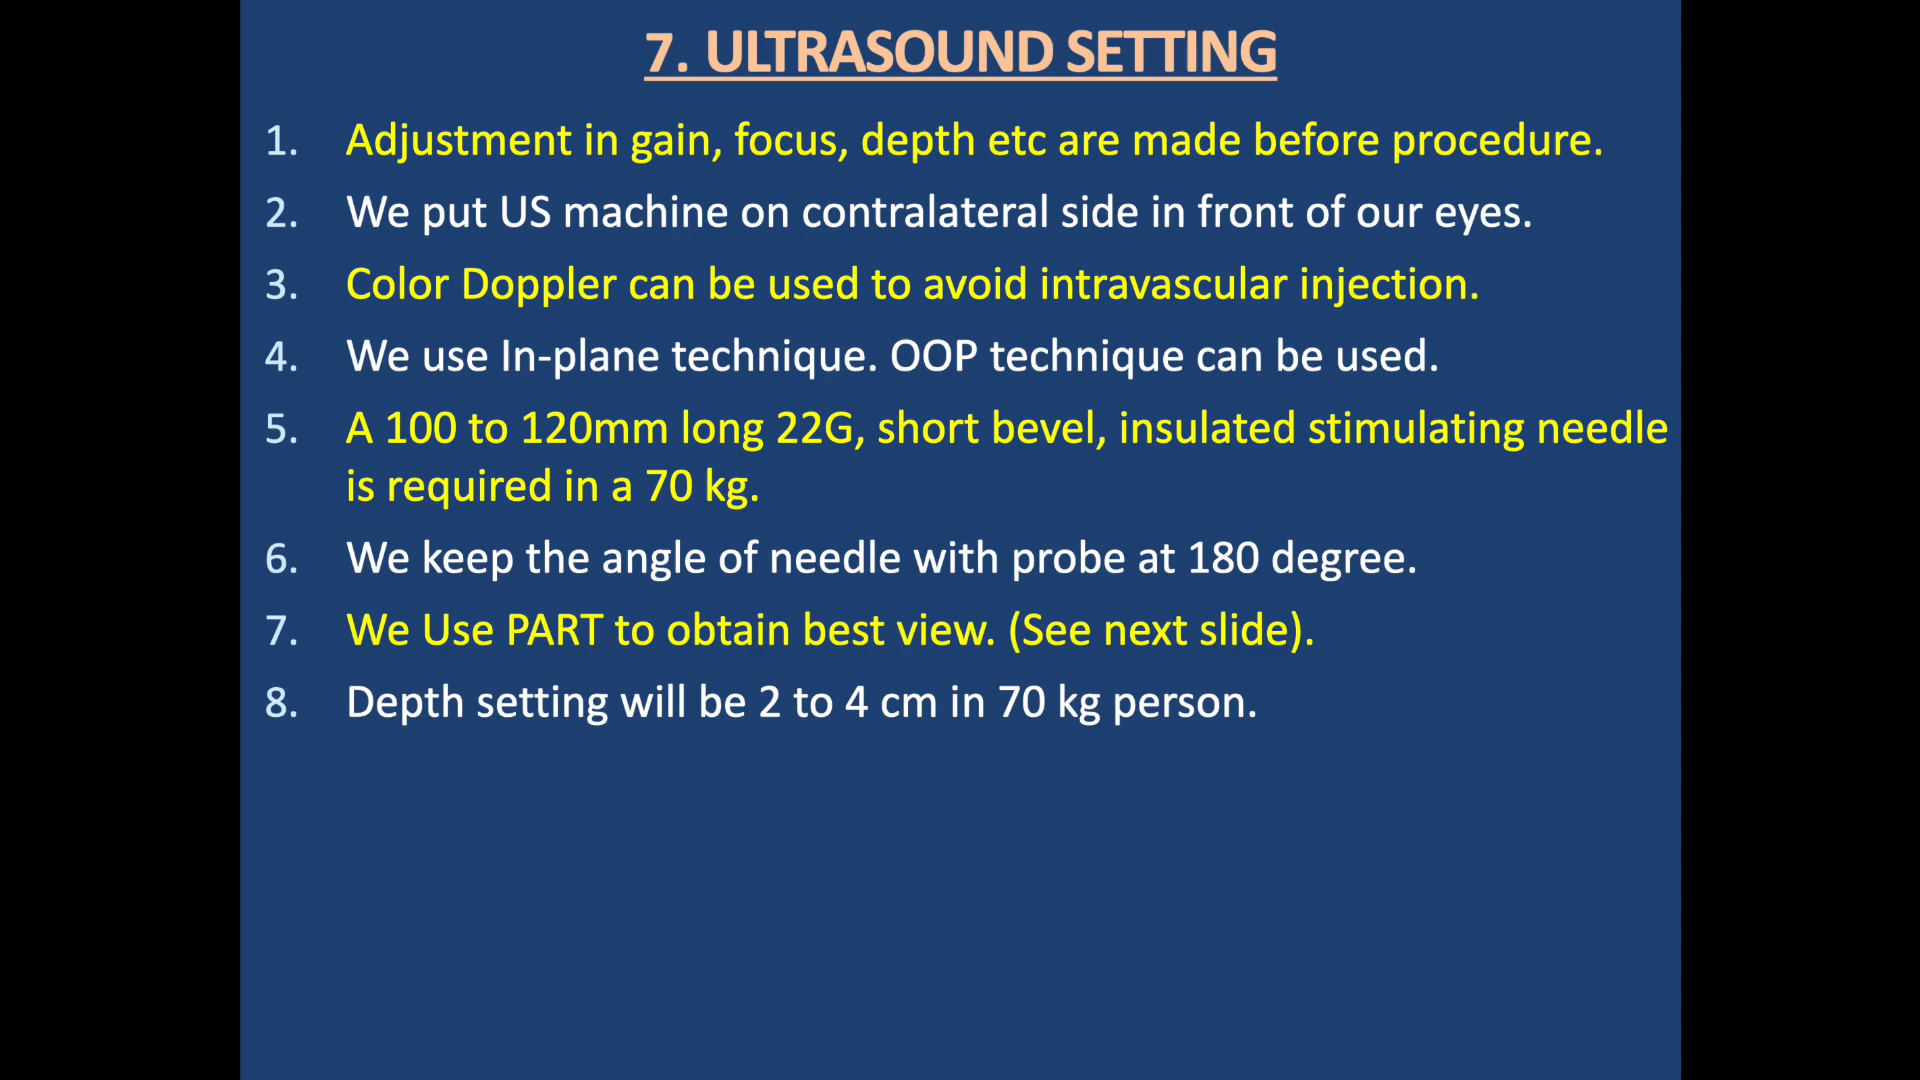 7. ULTRASOUND SETTING
1. Adjustment in gain, focus, depth etc are made before procedure.
2. We put US machine on contralateral side in front of our eyes.
3. Color Doppler can be used to avoid intravascular injection.
4. We use In-plane technique. OOP technique can be used.
5. A 100 to 120mm long 22G, short bevel, insulated stimulating needle
is required in a 70 kg.
6. We keep the angle of needle with probe at 180 degree.
7. We Use PART to obtain best view. (See next slide).
8. Depth setting will be 2 to 4 cm in 70 kg person.